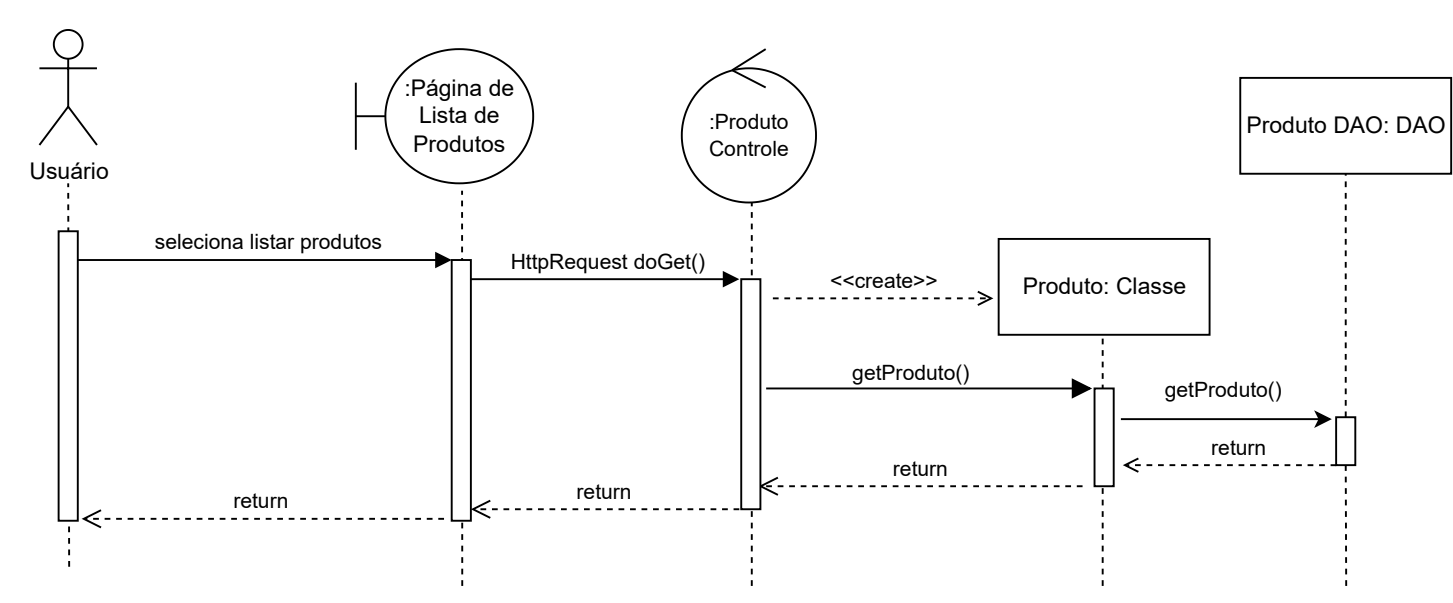 :Página de
Lista de
Produtos
:Produto
Controle
Produto DAO: DAO
Usuário
seleciona listar produtos
HttpRequest doGet()
<<create>>
Produto: Classe
getProduto()
getProduto()
return
return
return
return